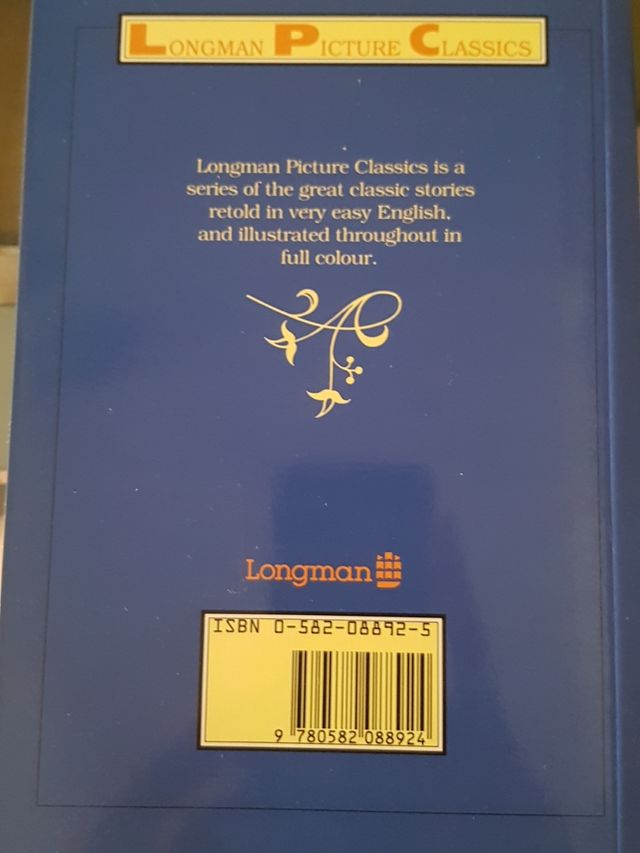 LONGMAN PICTURE CLASSICS
Longman Picture Classics is a
series of the great classic stories
retold in very easy English,
and illustrated throughout in
full colour.
Longman
ISBN 0-582-08892-5
9 780582 088924